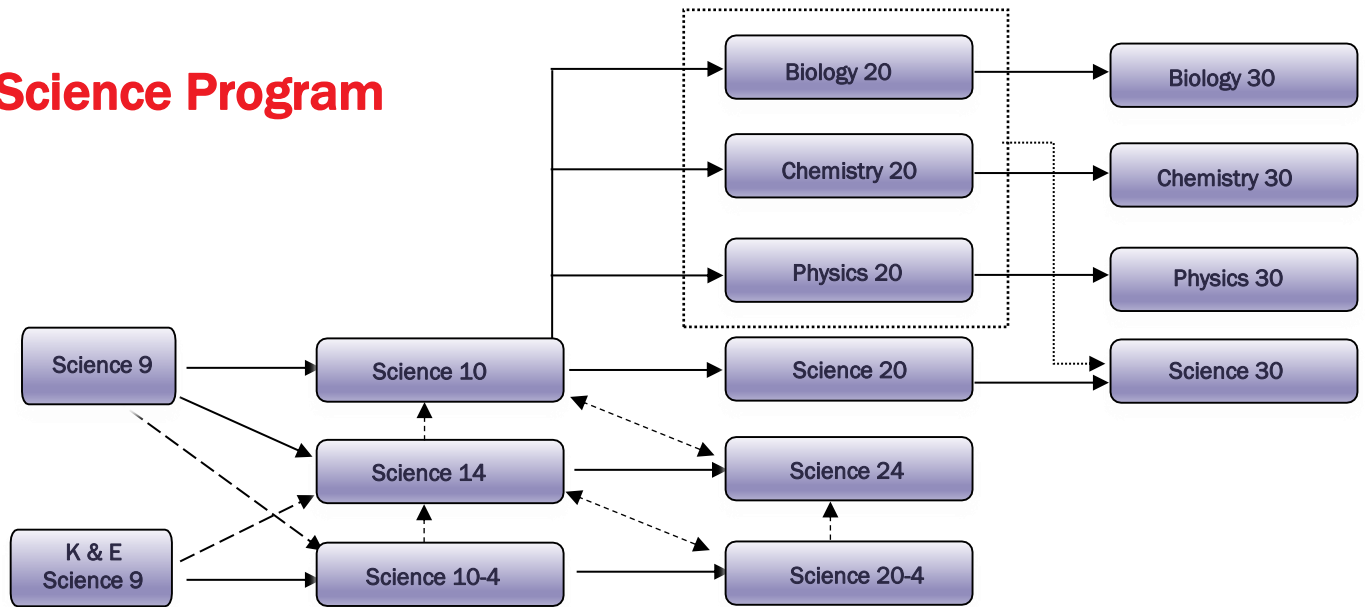 Science Program
Biology 20
Biology 30
Chemistry 20
Chemistry 30
Physics 20
Physics 30
Science 9
Science 10
Science 20
Science 30
Science 14
Science 24
K & E
Science 9
Science 10-4
Science 20-4